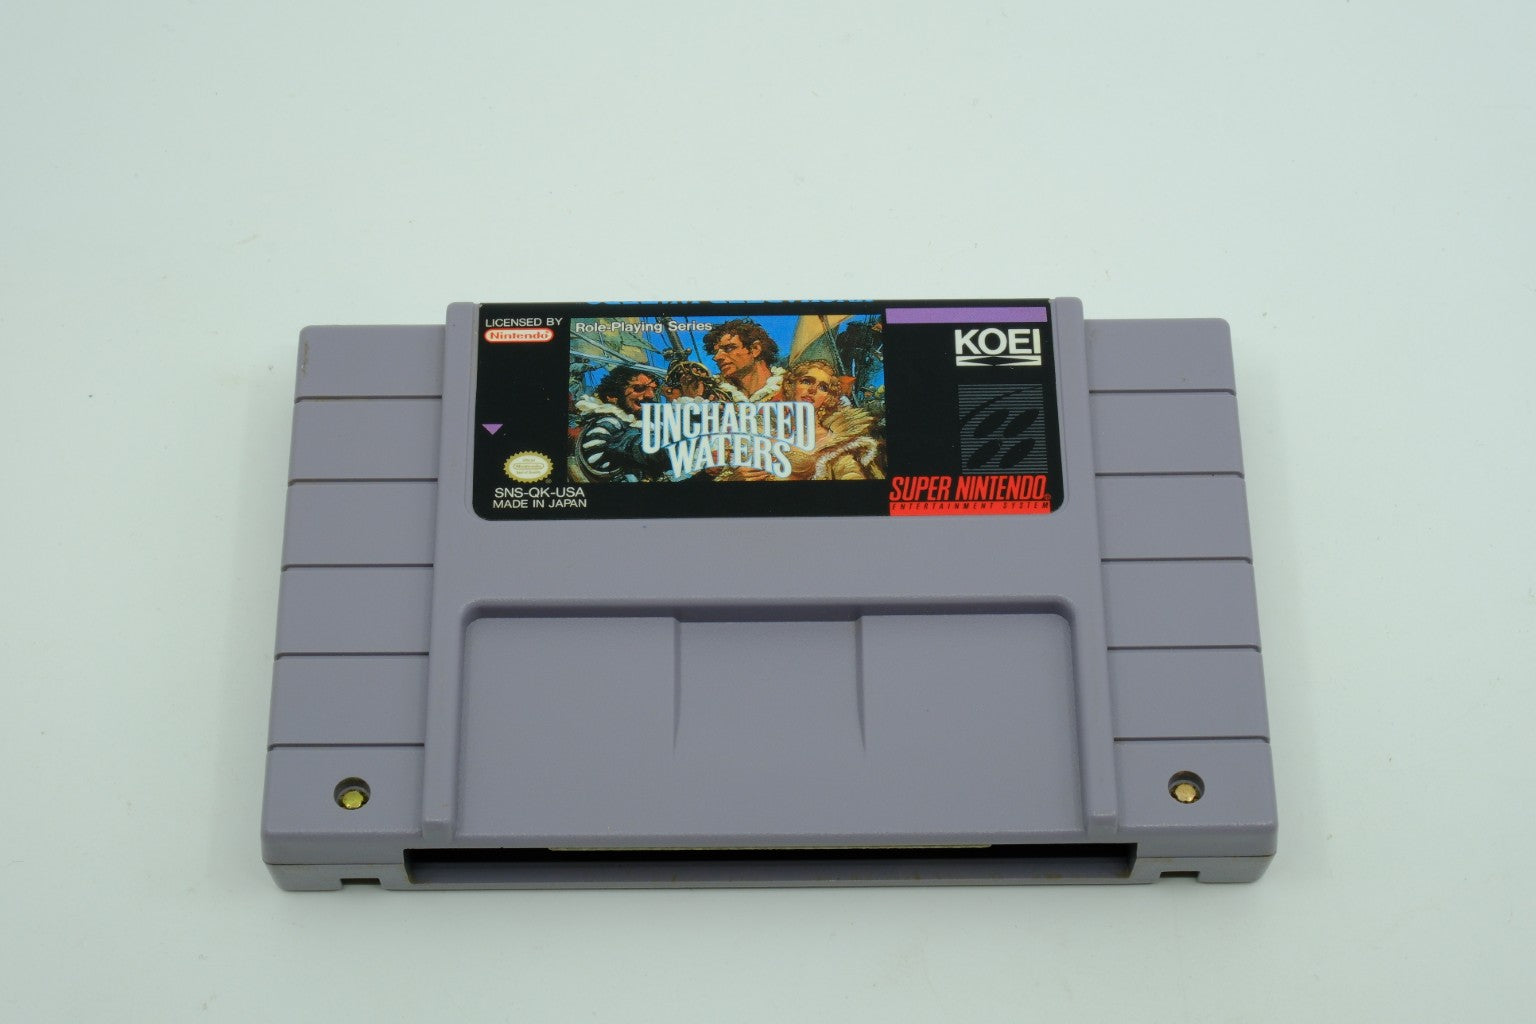 LICENSED BY
Nintendo
Role-Playing Series
KOEI
UNCHARTED
WATERS
SNS-QK-USA
MADE IN JAPAN
SUPER NINTENDO
ENTERTAINMENT SYSTEM